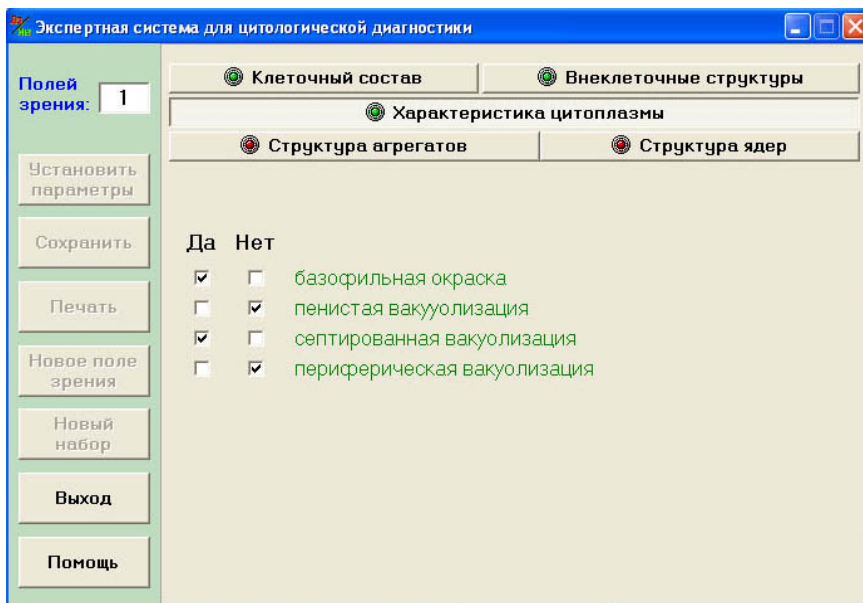 Экспертная система для цитологической диагностики
Полей
зрения: 1
Установить
параметры
Сохранить
Печать
Новое поле
зрения
Новый
набор
Выход
Помощь
Клеточный состав
Внеклеточные структуры
Характеристика цитоплазмы
Структура агрегатов
Структура ядер
Да Нет
базофильная окраска
пенистая вакууолизация
септированная вакуолизация
периферическая вакуолизация